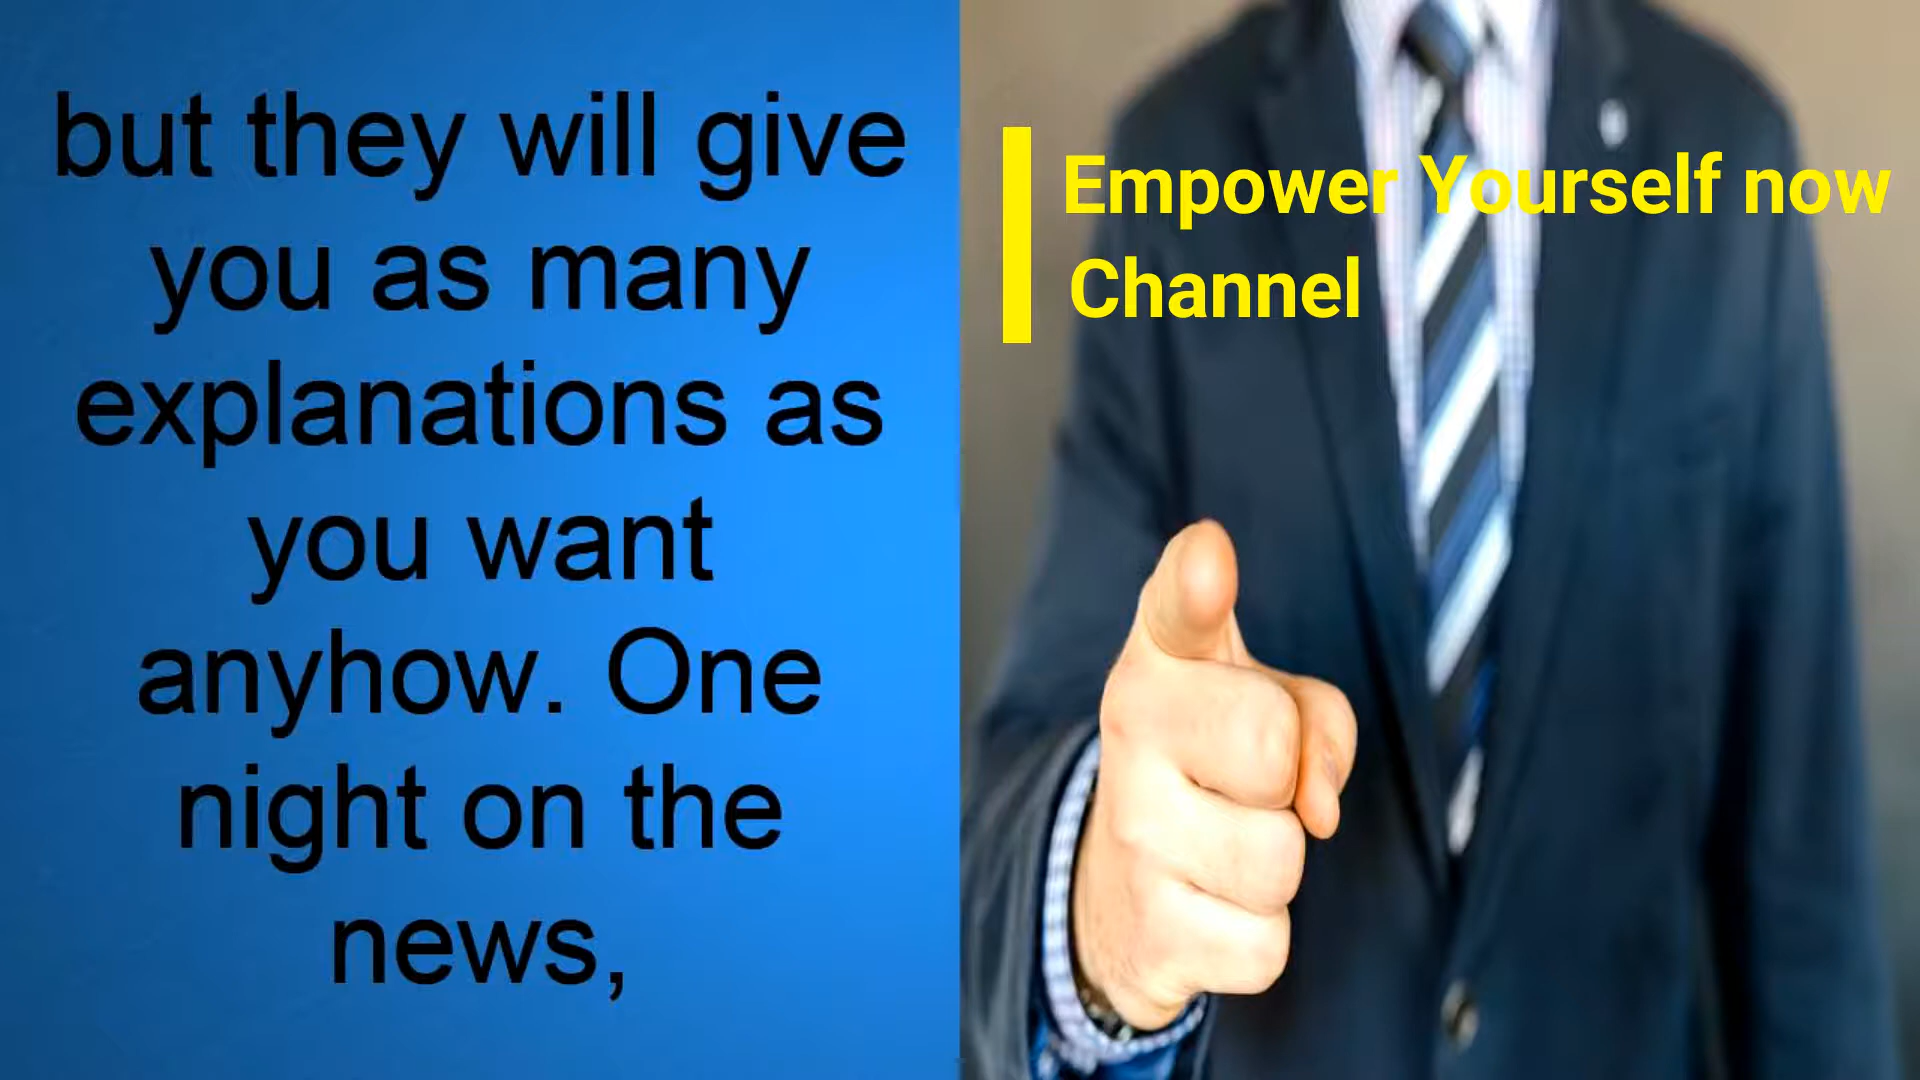 but they will give
you as many
explanations as
you want
anyhow. One
night on the
news,
Empower Yourself now
Channel